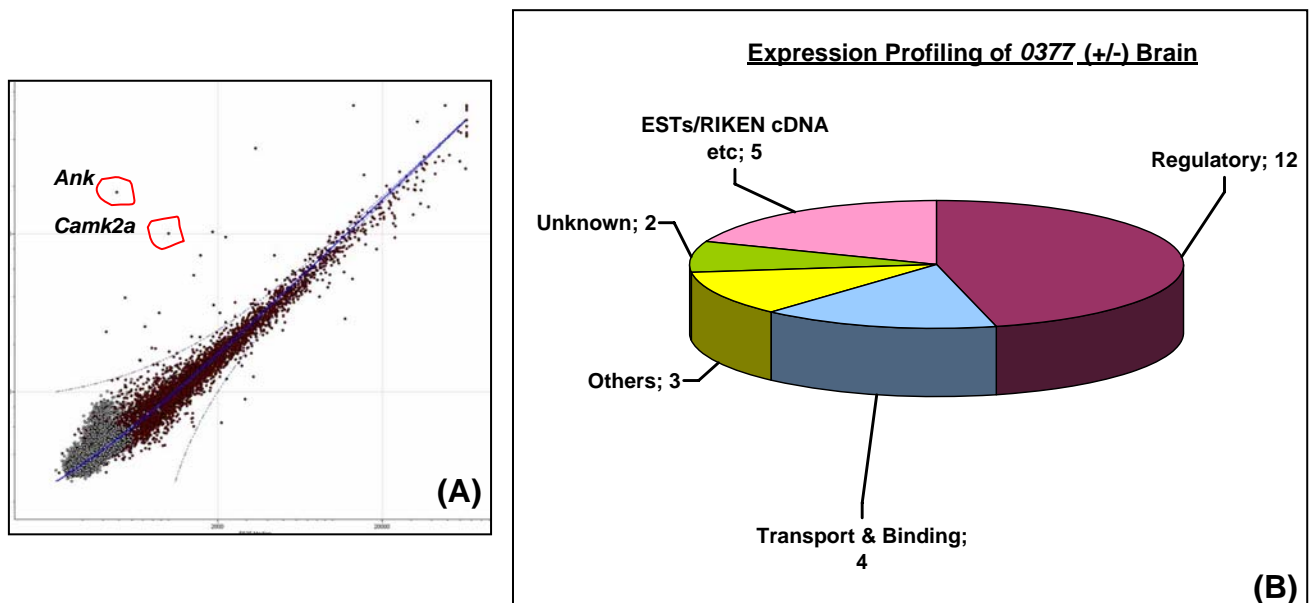 Ank
Camk2a
2000
20000
(A)
Expression Profiling of 0377 (+/-) Brain
ESTs/RIKEN cDNA
etc; 5
Regulatory; 12
Unknown; 2
Others; 3
Transport & Binding;
4
(B)